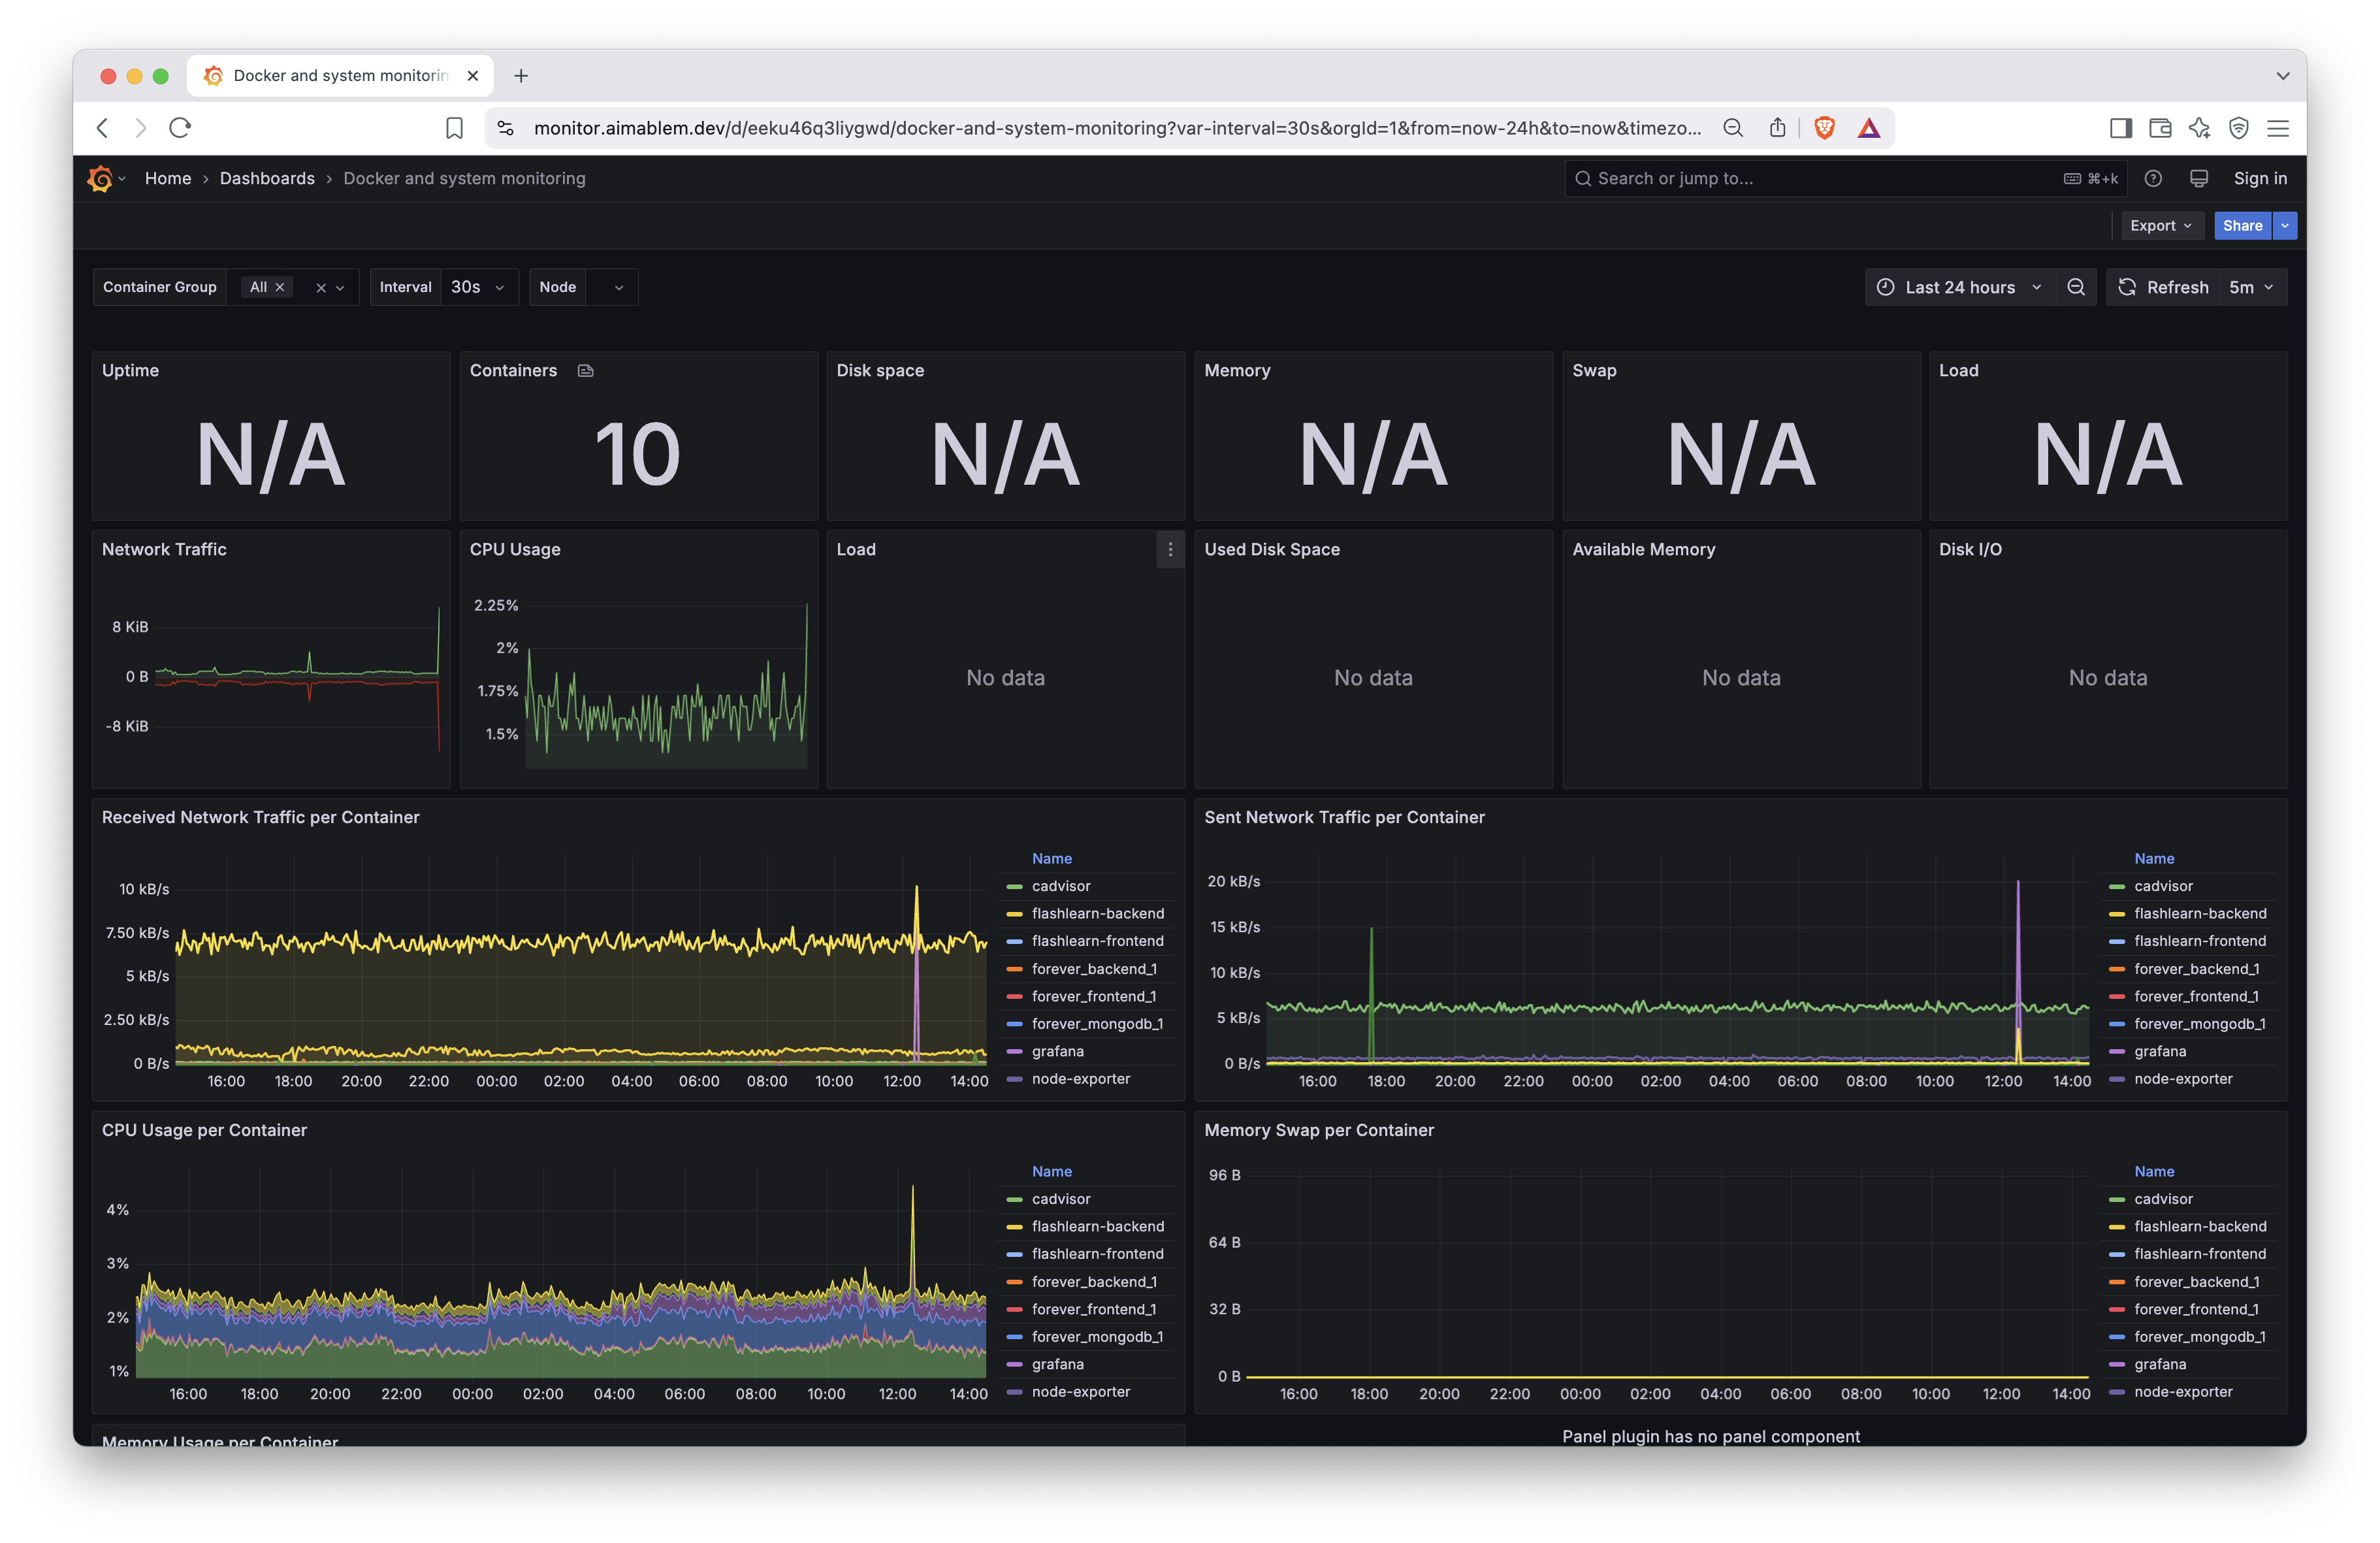 Docker and system monitorin
monitor.aimablem.dev/d/eeku46q3liygwd/docker-and-system-monitoring?var-interval=30s&orgId=1&from=now-24h&to=now&timezo...
Home › Dashboards › Docker and system monitoring
Search or jump to...
⌘+k
Sign in
Export
Share
Container Group All
Interval 30s
Node
Last 24 hours
Refresh 5m
Uptime
N/A
Containers
10
Disk space
N/A
Memory
N/A
Swap
N/A
Load
N/A
Network Traffic
8 KiB
0 B
-8 KiB
CPU Usage
2.25%
2%
1.75%
1.5%
Load
No data
Used Disk Space
No data
Available Memory
No data
Disk I/O
No data
Received Network Traffic per Container
10 kB/s
7.50 kB/s
5 kB/s
2.50 kB/s
0 B/s
16:00 18:00 20:00 22:00 00:00 02:00 04:00 06:00 08:00 10:00 12:00 14:00
Name
cadvisor
flashlearn-backend
flashlearn-frontend
forever_backend_1
forever_frontend_1
forever_mongodb_1
grafana
node-exporter
Sent Network Traffic per Container
20 kB/s
15 kB/s
10 kB/s
5 kB/s
0 B/s
16:00 18:00 20:00 22:00 00:00 02:00 04:00 06:00 08:00 10:00 12:00 14:00
Name
cadvisor
flashlearn-backend
flashlearn-frontend
forever_backend_1
forever_frontend_1
forever_mongodb_1
grafana
node-exporter
CPU Usage per Container
4%
3%
2%
1%
16:00 18:00 20:00 22:00 00:00 02:00 04:00 06:00 08:00 10:00 12:00 14:00
Name
cadvisor
flashlearn-backend
flashlearn-frontend
forever_backend_1
forever_frontend_1
forever_mongodb_1
grafana
node-exporter
Memory Swap per Container
96 B
64 B
32 B
0 B
16:00 18:00 20:00 22:00 00:00 02:00 04:00 06:00 08:00 10:00 12:00 14:00
Name
cadvisor
flashlearn-backend
flashlearn-frontend
forever_backend_1
forever_frontend_1
forever_mongodb_1
grafana
node-exporter
Memory Usage per Container
Panel plugin has no panel component